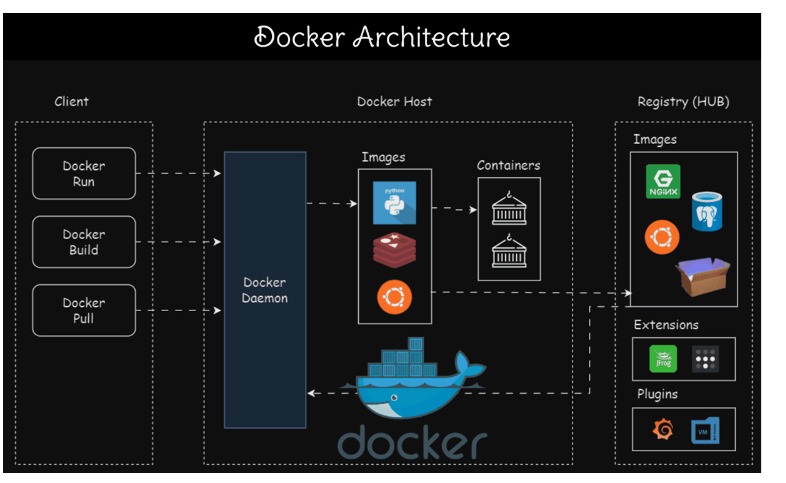 Docker Architecture
Client
Docker Host
Registry (HUB)
Docker
Run
Docker
Build
Docker
Pull
Docker
Daemon
Images
python
Containers
docker
Images
NGINX
Extensions
JFrog
Plugins
VM